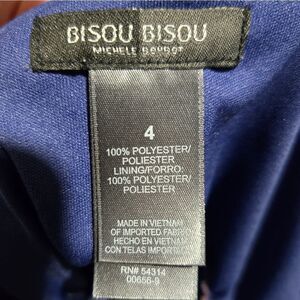 BISOU BISOU
MICHELE BOHBOT
4
100% POLYESTER/
POLIESTER
LINING/FORRO:
100% POLYESTER/
POLIESTER
MADE IN VIETNAM
OF IMPORTED FABRIC
HECHO EN VIETNAM
CON TELAS IMPORT
RN# 54314
00656-9